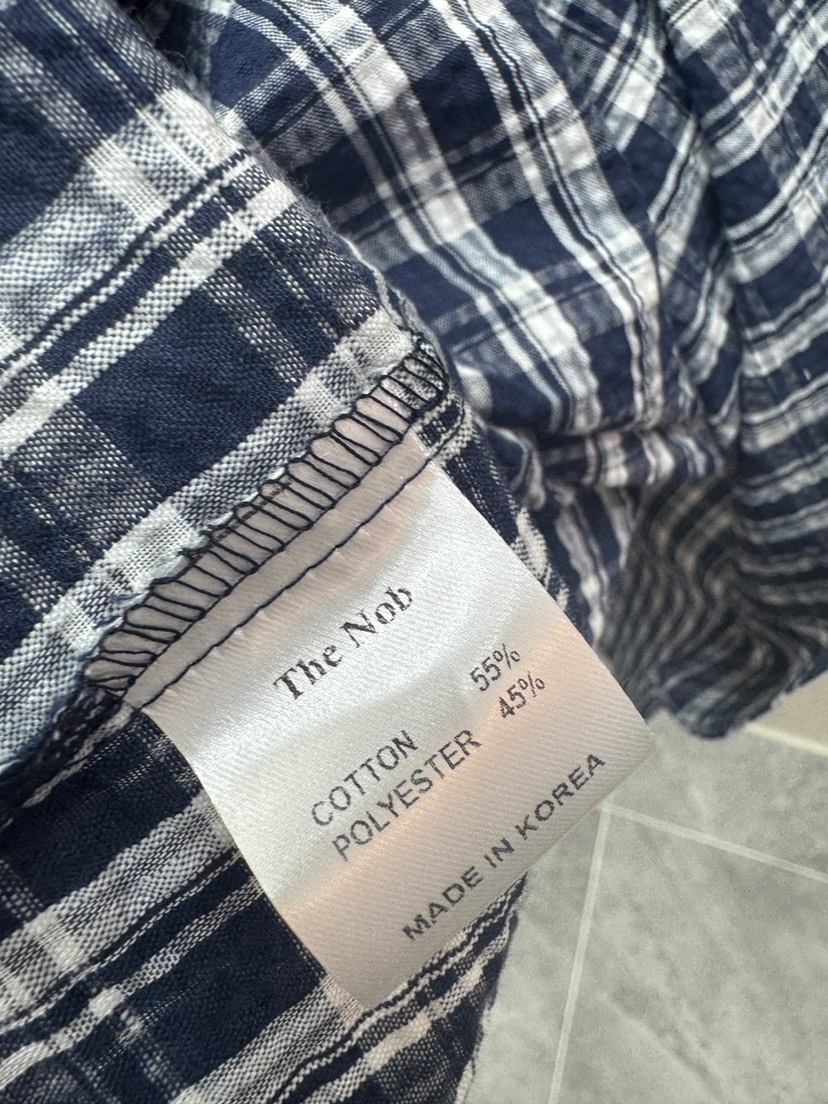 The Nob
COTTON 55%
POLYESTER 45%
MADE IN KOREA